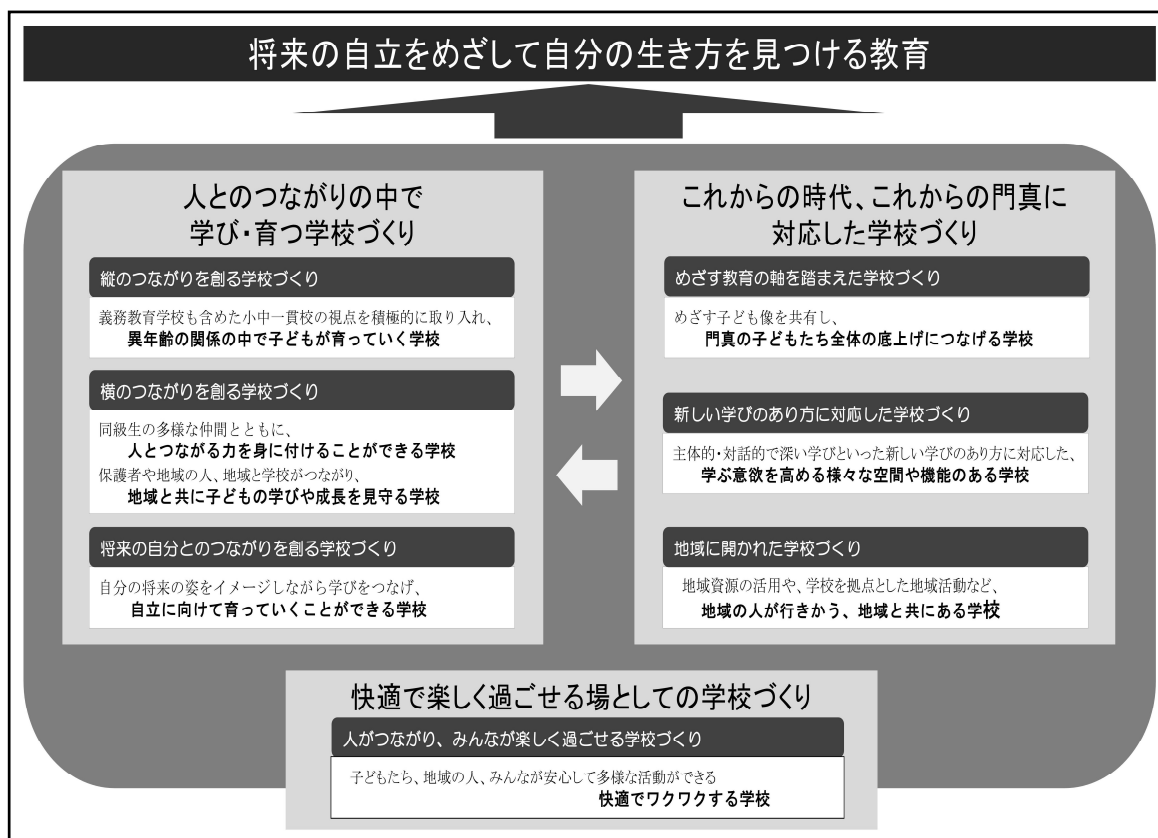 将来の自立をめざして自分の生き方を見つける教育
人とのつながりの中で
学び・育つ学校づくり
縦のつながりを創る学校づくり
義務教育学校も含めた小中一貫校の視点を積極的に取り入れ、
異年齢の関係の中で子どもが育っていく学校
横のつながりを創る学校づくり
同級生の多様な仲間とともに、
人とつながる力を身に付けることができる学校
保護者や地域の人、地域と学校がつながり、
地域と共に子どもの学びや成長を見守る学校
将来の自分とのつながりを創る学校づくり
自分の将来の姿をイメージしながら学びをつなげ、
自立に向けて育っていくことができる学校
これからの時代、これからの門真に
対応した学校づくり
めざす教育の軸を踏まえた学校づくり
めざす子ども像を共有し、
門真の子どもたち全体の底上げにつなげる学校
新しい学びのあり方に対応した学校づくり
主体的・対話的で深い学びといった新しい学びのあり方に対応した、
学ぶ意欲を高める様々な空間や機能のある学校
地域に開かれた学校づくり
地域資源の活用や、学校を拠点とした地域活動など、
地域の人が行きかう、地域と共にある学校
快適で楽しく過ごせる場としての学校づくり
人がつながり、みんなが楽しく過ごせる学校づくり
子どもたち、地域の人、みんなが安心して多様な活動ができる
快適でワクワクする学校